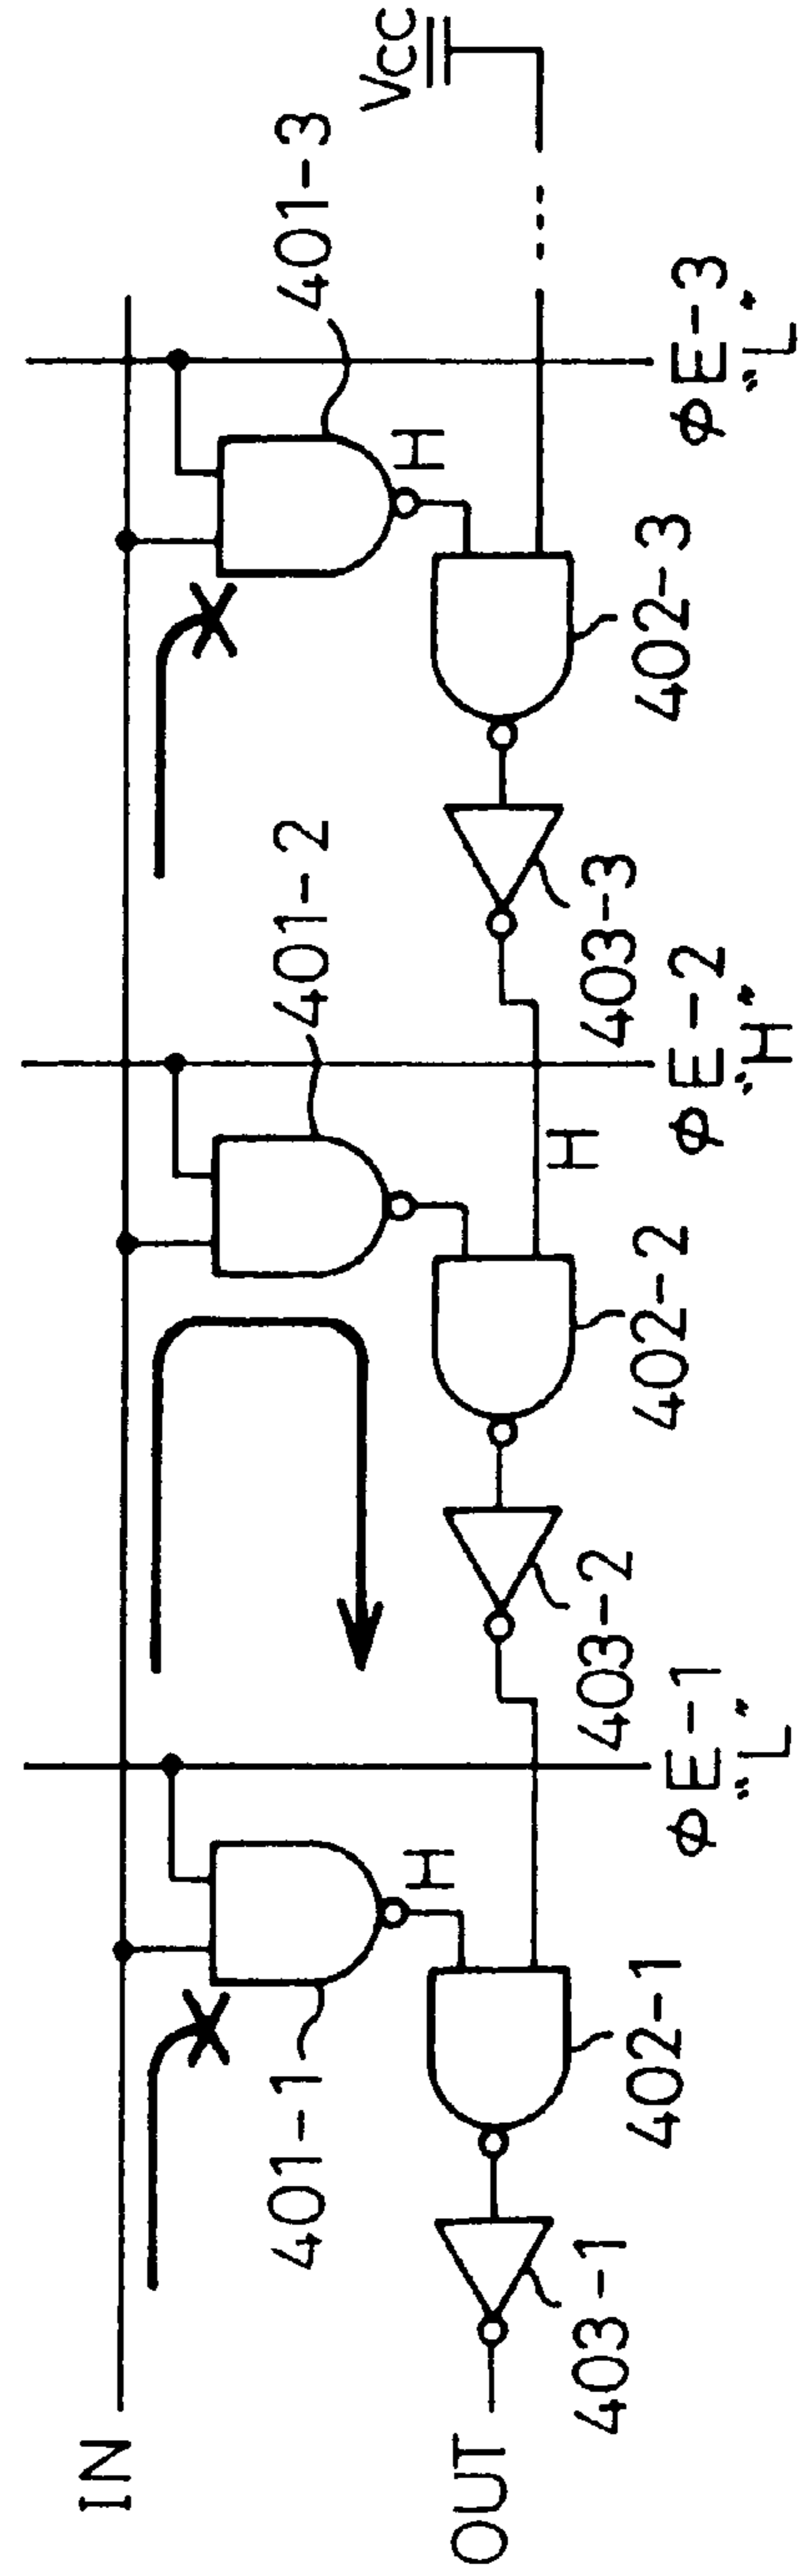 IN
OUT
401-1
H
402-1
403-1
φE-1
"L"
401-2
H
402-2
403-2
φE-2
"H"
401-3
H
402-3
403-3
φE-3
"L"
Vcc